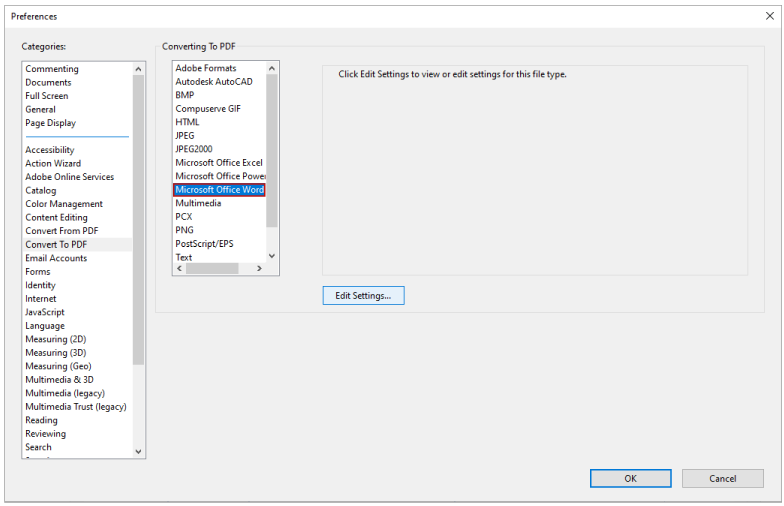 Preferences
Categories:
Commenting
Documents
Full Screen
General
Page Display
Accessibility
Action Wizard
Adobe Online Services
Catalog
Color Management
Content Editing
Convert From PDF
Convert To PDF
Email Accounts
Forms
Identity
Internet
JavaScript
Language
Measuring (2D)
Measuring (3D)
Measuring (Geo)
Multimedia & 3D
Multimedia (legacy)
Multimedia Trust (legacy)
Reading
Reviewing
Search
Converting To PDF
Adobe Formats
Autodesk AutoCAD
BMP
Compuserve GIF
HTML
JPEG
JPEG2000
Microsoft Office Excel
Microsoft Office Power
Microsoft Office Word
Multimedia
PCX
PNG
PostScript/EPS
Text
Click Edit Settings to view or edit settings for this file type.
Edit Settings...
OK
Cancel